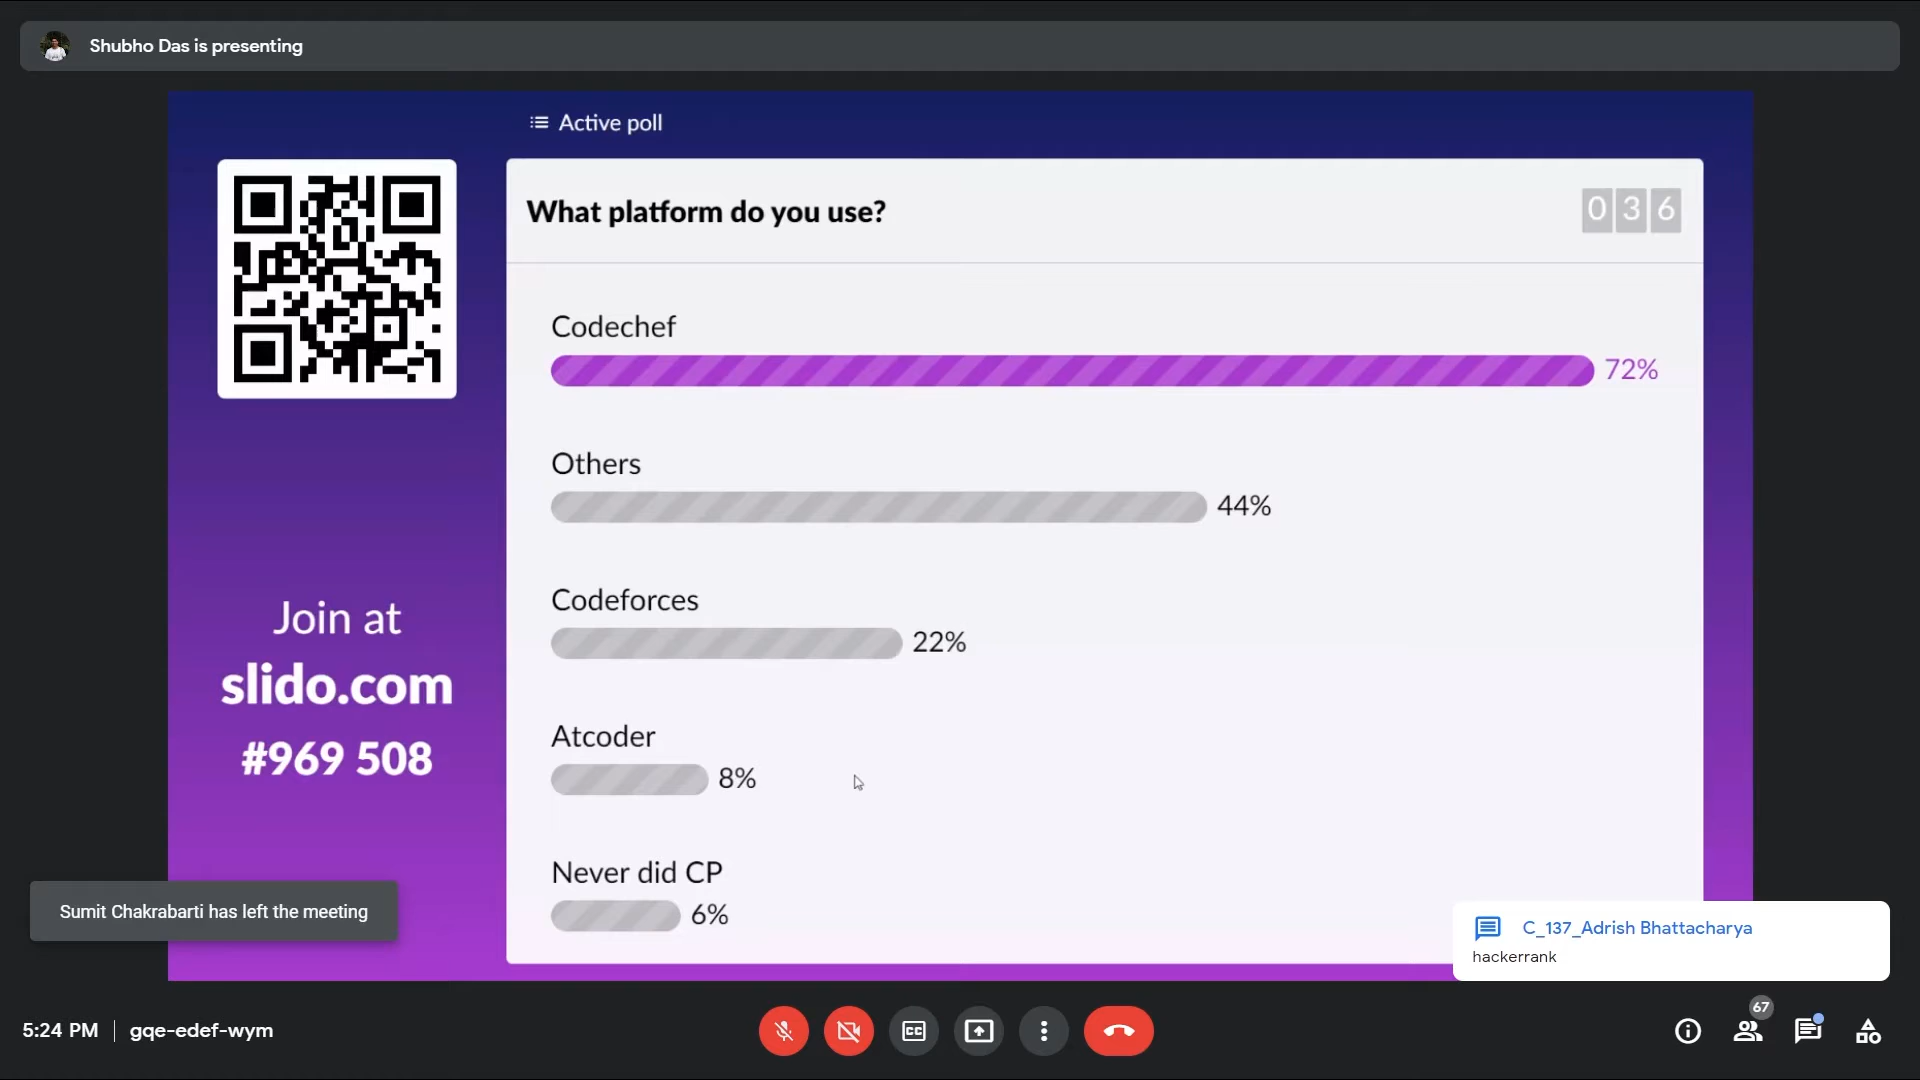 Shubho Das is presenting
Active poll
What platform do you use?
036
Codechef
72%
Others
44%
Codeforces
22%
Atcoder
8%
Never did CP
6%
Join at
slido.com
#969 508
Sumit Chakrabarti has left the meeting
C_137_Adrish Bhattacharya
hackerrank
5:24 PM
gqe-edef-wym
CC
67